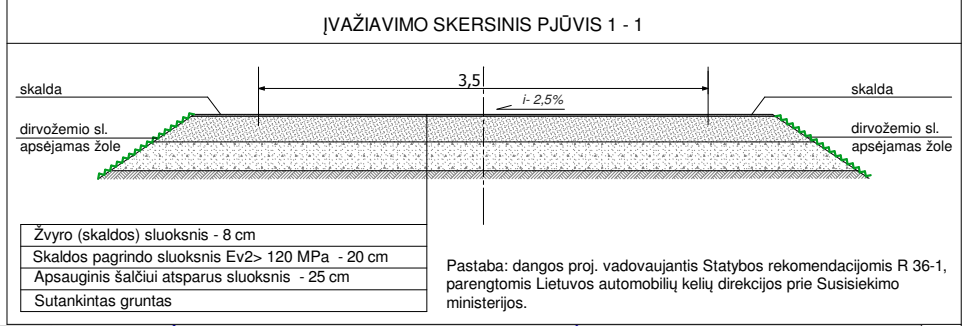 ĮVAŽIAVIMO SKERSINIS PJŪVIS 1 - 1
3,5
i- 2,5%
skalda
skalda
dirvožemio sl.
apsėjamas žole
dirvožemio sl.
apsėjamas žole
Žvyro (skaldos) sluoksnis - 8 cm
Skaldos pagrindo sluoksnis Ev2> 120 MPa - 20 cm
Apsauginis šalčiui atsparus sluoksnis - 25 cm
Sutankintas gruntas
Pastaba: dangos proj. vadovaujantis Statybos rekomendacijomis R 36-1,
parengtomis Lietuvos automobilių kelių direkcijos prie Susisiekimo
ministerijos.